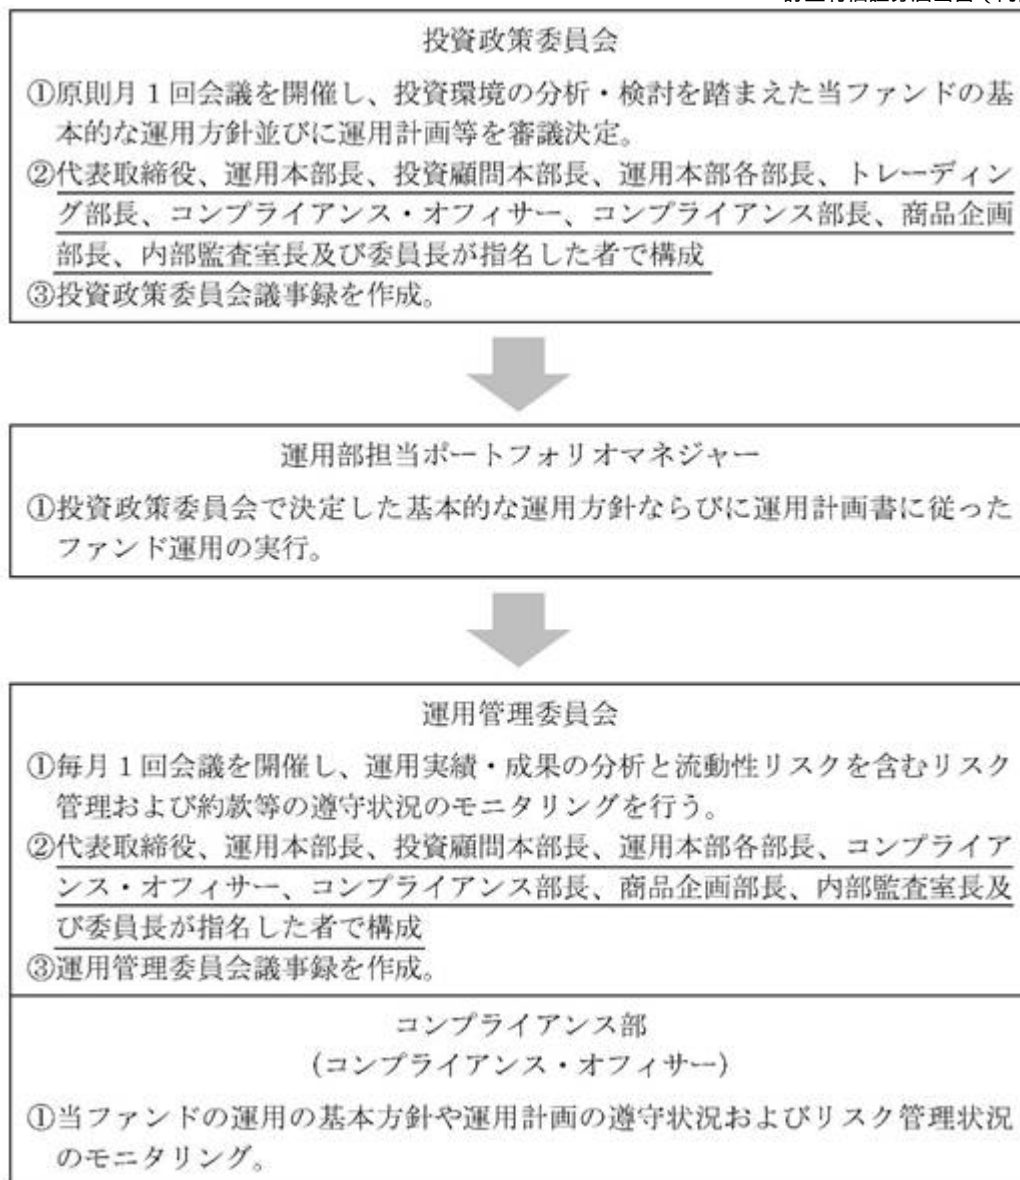 投資政策委員会
①原則月1回会議を開催し、投資環境の分析・検討を踏まえた当ファンドの基
本的な運用方針並びに運用計画等を審議決定。
②代表取締役、運用本部長、投資顧問本部長、運用本部各部長、トレーディン
グ部長、コンプライアンス・オフィサー、コンプライアンス部長、商品企画
部長、内部監査室長及び委員長が指名した者で構成
③投資政策委員会議事録を作成。
運用部担当ポートフォリオマネジャー
①投資政策委員会で決定した基本的な運用方針ならびに運用計画書に従った
ファンド運用の実行。
運用管理委員会
①毎月1回会議を開催し、運用実績・成果の分析と流動性リスクを含むリスク
管理および約款等の遵守状況のモニタリングを行う。
②代表取締役、運用本部長、投資顧問本部長、運用本部各部長、コンプライア
ンス・オフィサー、コンプライアンス部長、商品企画部長、内部監査室長及
び委員長が指名した者で構成
③運用管理委員会議事録を作成。
コンプライアンス部
(コンプライアンス・オフィサー)
①当ファンドの運用の基本方針や運用計画の遵守状況およびリスク管理状況
のモニタリング。